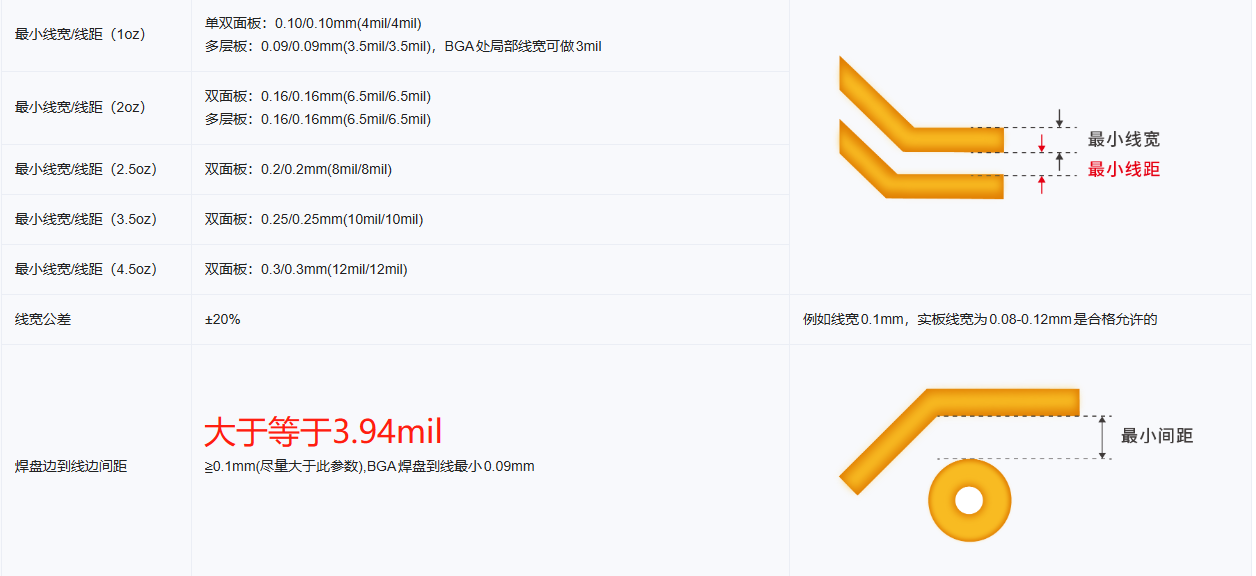 最小线宽/线距（1oz）
单双面板：0.10/0.10mm(4mil/4mil)
多层板：0.09/0.09mm(3.5mil/3.5mil)，BGA处局部线宽可做3mil
最小线宽/线距（2oz）
双面板：0.16/0.16mm(6.5mil/6.5mil)
多层板：0.16/0.16mm(6.5mil/6.5mil)
最小线宽/线距（2.5oz）
双面板：0.2/0.2mm(8mil/8mil)
最小线宽/线距（3.5oz）
双面板：0.25/0.25mm(10mil/10mil)
最小线宽/线距（4.5oz）
双面板：0.3/0.3mm(12mil/12mil)
最小线宽
最小线距
线宽公差
±20%
例如线宽0.1mm，实板线宽为0.08-0.12mm是合格允许的
焊盘边到线边间距
大于等于3.94mil
≥0.1mm(尽量大于此参数),BGA焊盘到线最小0.09mm
最小间距